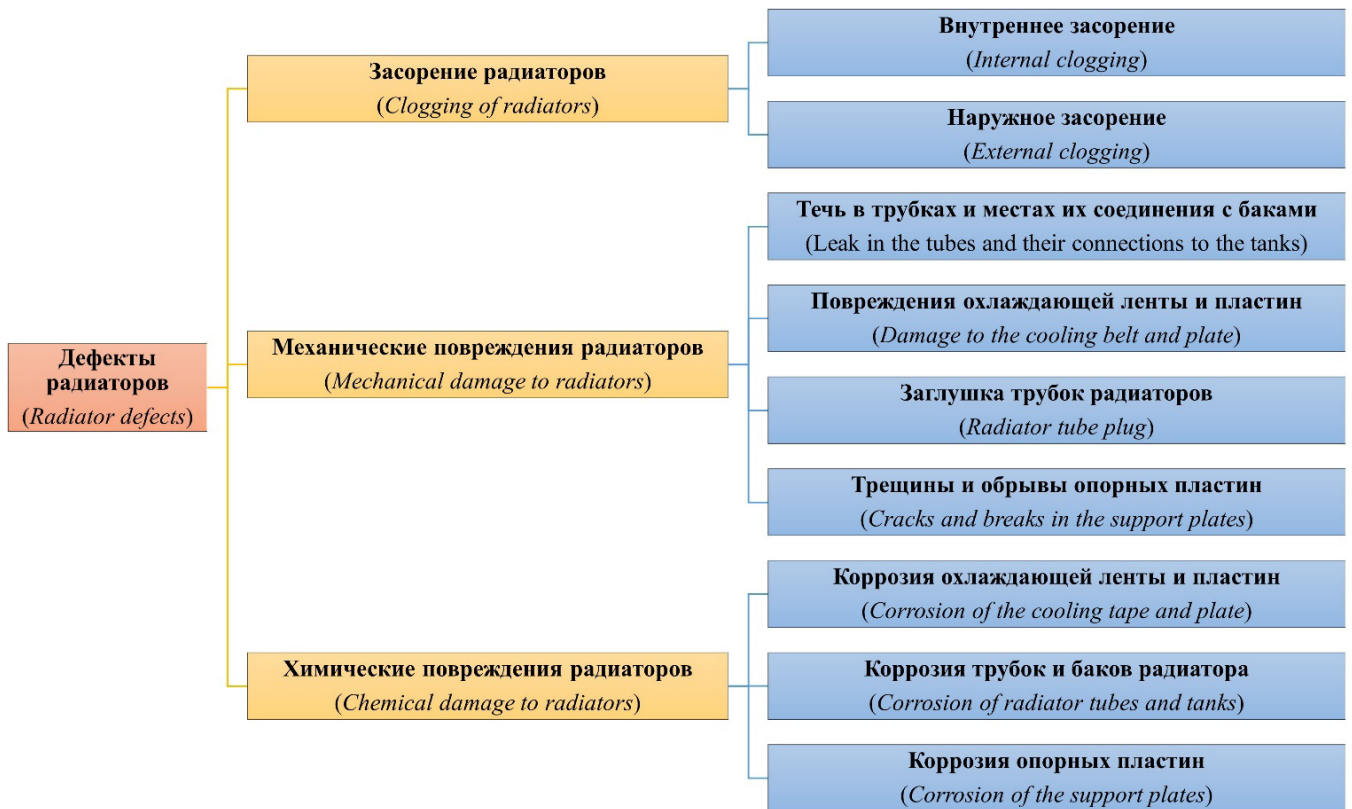 Дефекты
радиаторов
(Radiator defects)
Засорение радиаторов
(Clogging of radiators)
Внутреннее засорение
(Internal clogging)
Наружное засорение
(External clogging)
Механические повреждения радиаторов
(Mechanical damage to radiators)
Течь в трубках и местах их соединения с баками
(Leak in the tubes and their connections to the tanks)
Повреждения охлаждающей ленты и пластин
(Damage to the cooling belt and plate)
Заглушка трубок радиаторов
(Radiator tube plug)
Трещины и обрывы опорных пластин
(Cracks and breaks in the support plates)
Химические повреждения радиаторов
(Chemical damage to radiators)
Коррозия охлаждающей ленты и пластин
(Corrosion of the cooling tape and plate)
Коррозия трубок и баков радиатора
(Corrosion of radiator tubes and tanks)
Коррозия опорных пластин
(Corrosion of the support plates)